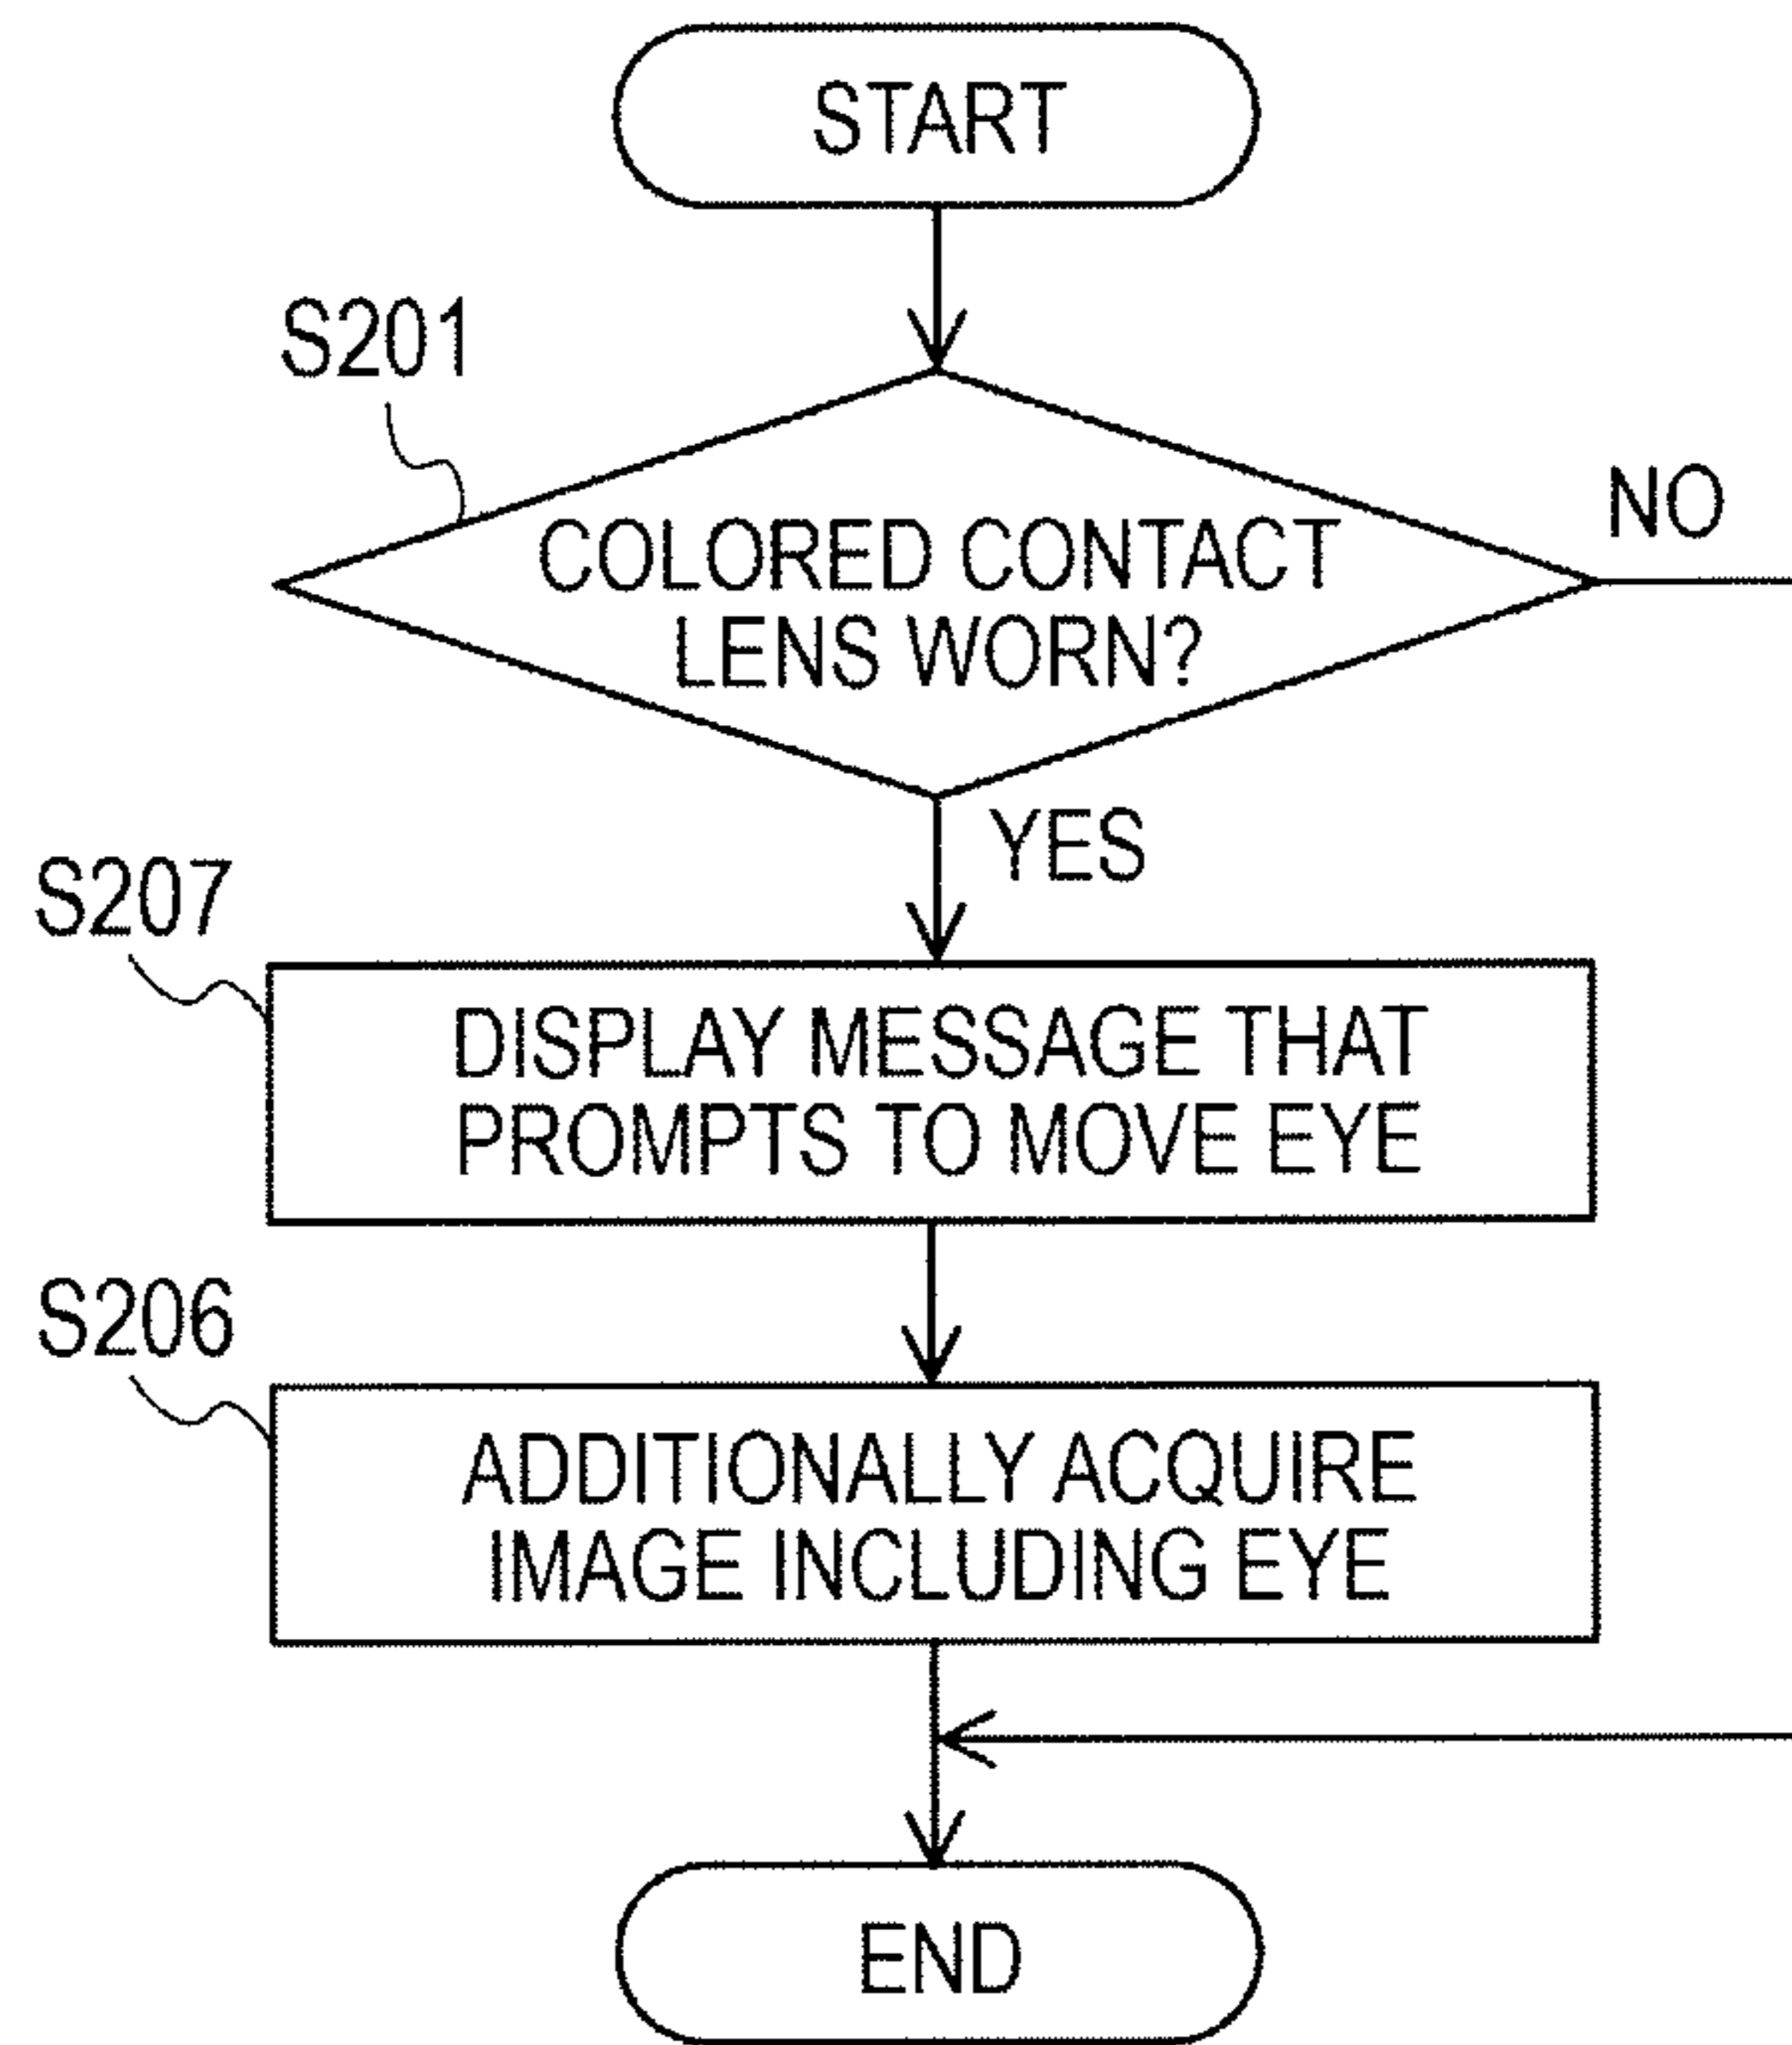 START
S201
COLORED CONTACT
LENS WORN?
NO
YES
S207
DISPLAY MESSAGE THAT
PROMPTS TO MOVE EYE
S206
ADDITIONALLY ACQUIRE
IMAGE INCLUDING EYE
END